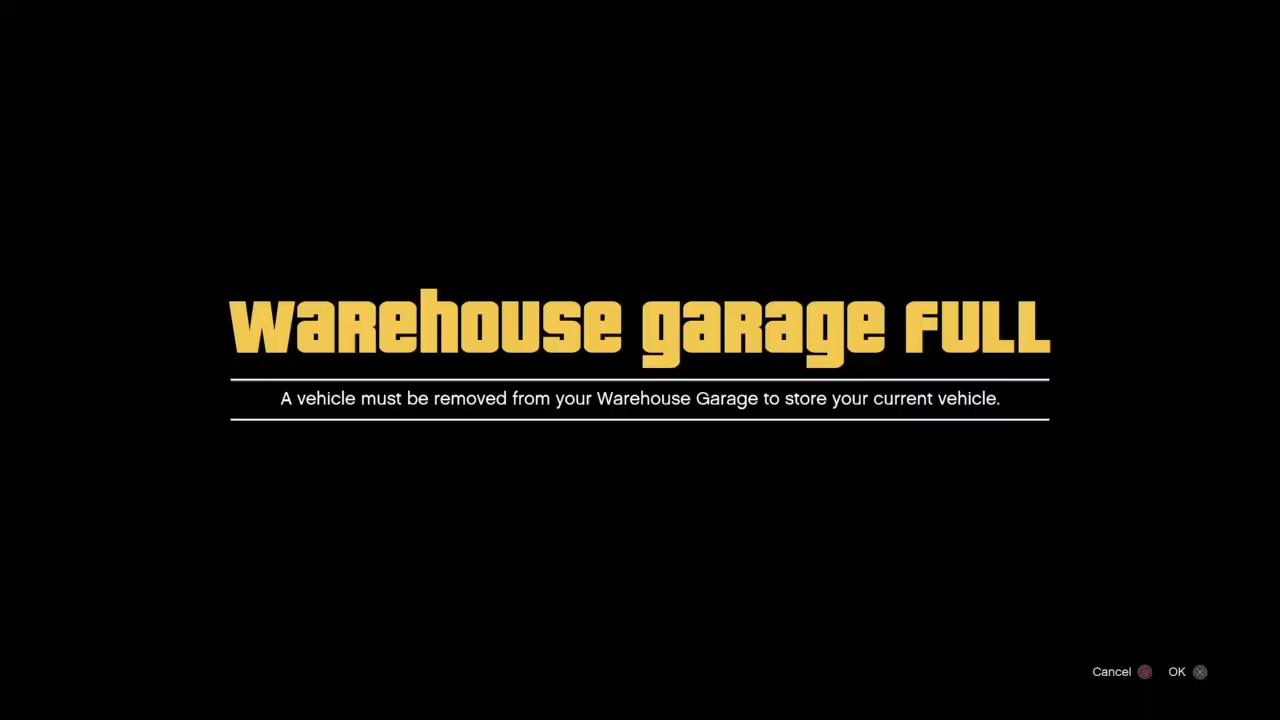 warehouse garage FULL
A vehicle must be removed from your Warehouse Garage to store your current vehicle.
Cancel OK